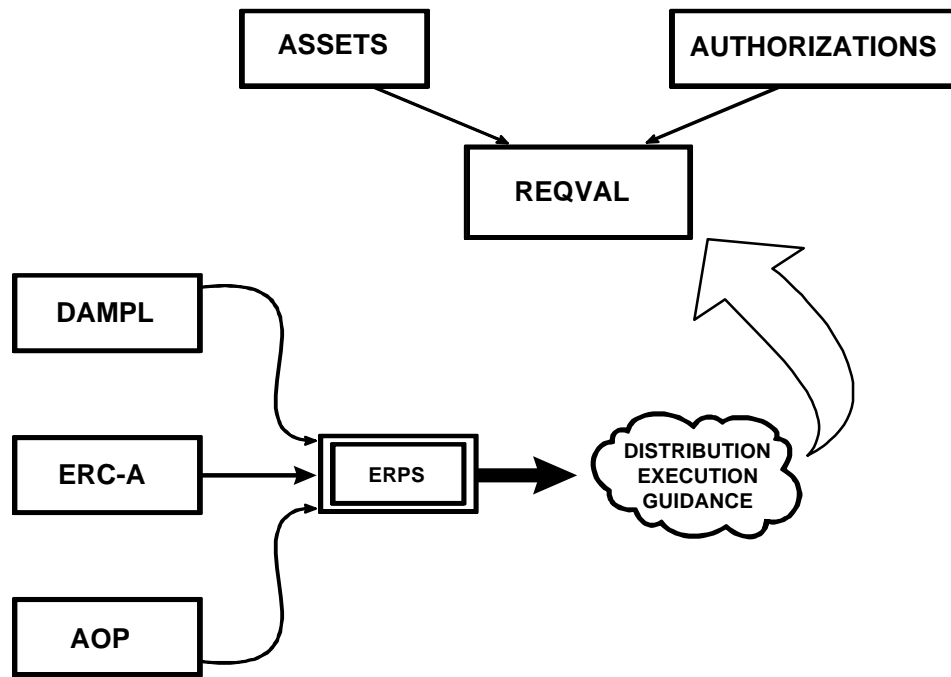 ASSETS
AUTHORIZATIONS
REQVAL
DAMPL
ERC-A
ERPS
DISTRIBUTION
EXECUTION
GUIDANCE
AOP